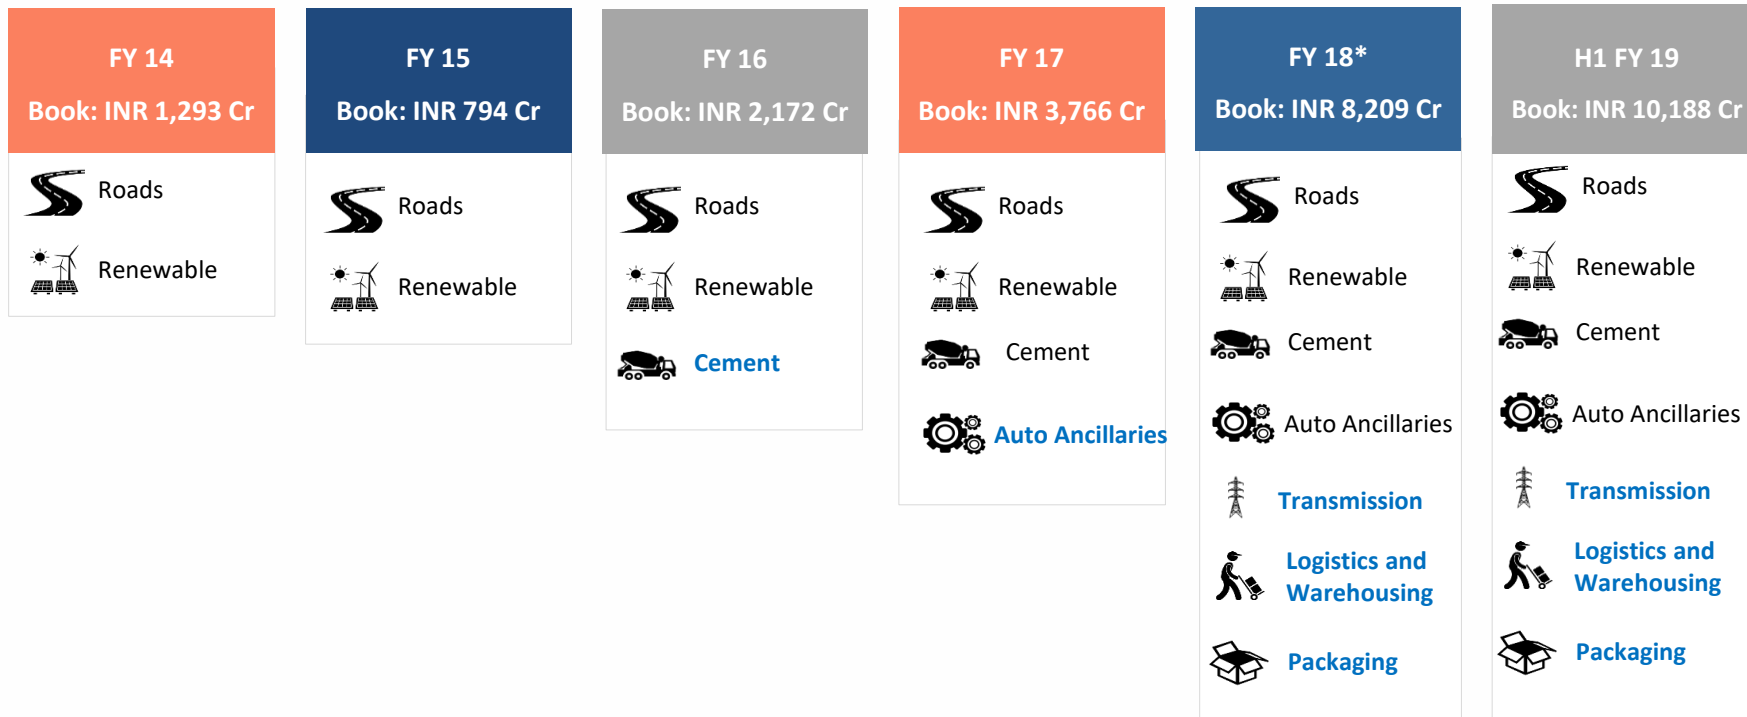 FY 14
Book: INR 1,293 Cr
Roads
Renewable
FY 15
Book: INR 794 Cr
Roads
Renewable
FY 16
Book: INR 2,172 Cr
Roads
Renewable
Cement
FY 17
Book: INR 3,766 Cr
Roads
Renewable
Cement
Auto Ancillaries
FY 18*
Book: INR 8,209 Cr
Roads
Renewable
Cement
Auto Ancillaries
Transmission
Logistics and
Warehousing
Packaging
H1 FY 19
Book: INR 10,188 Cr
Roads
Renewable
Cement
Auto Ancillaries
Transmission
Logistics and
Warehousing
Packaging